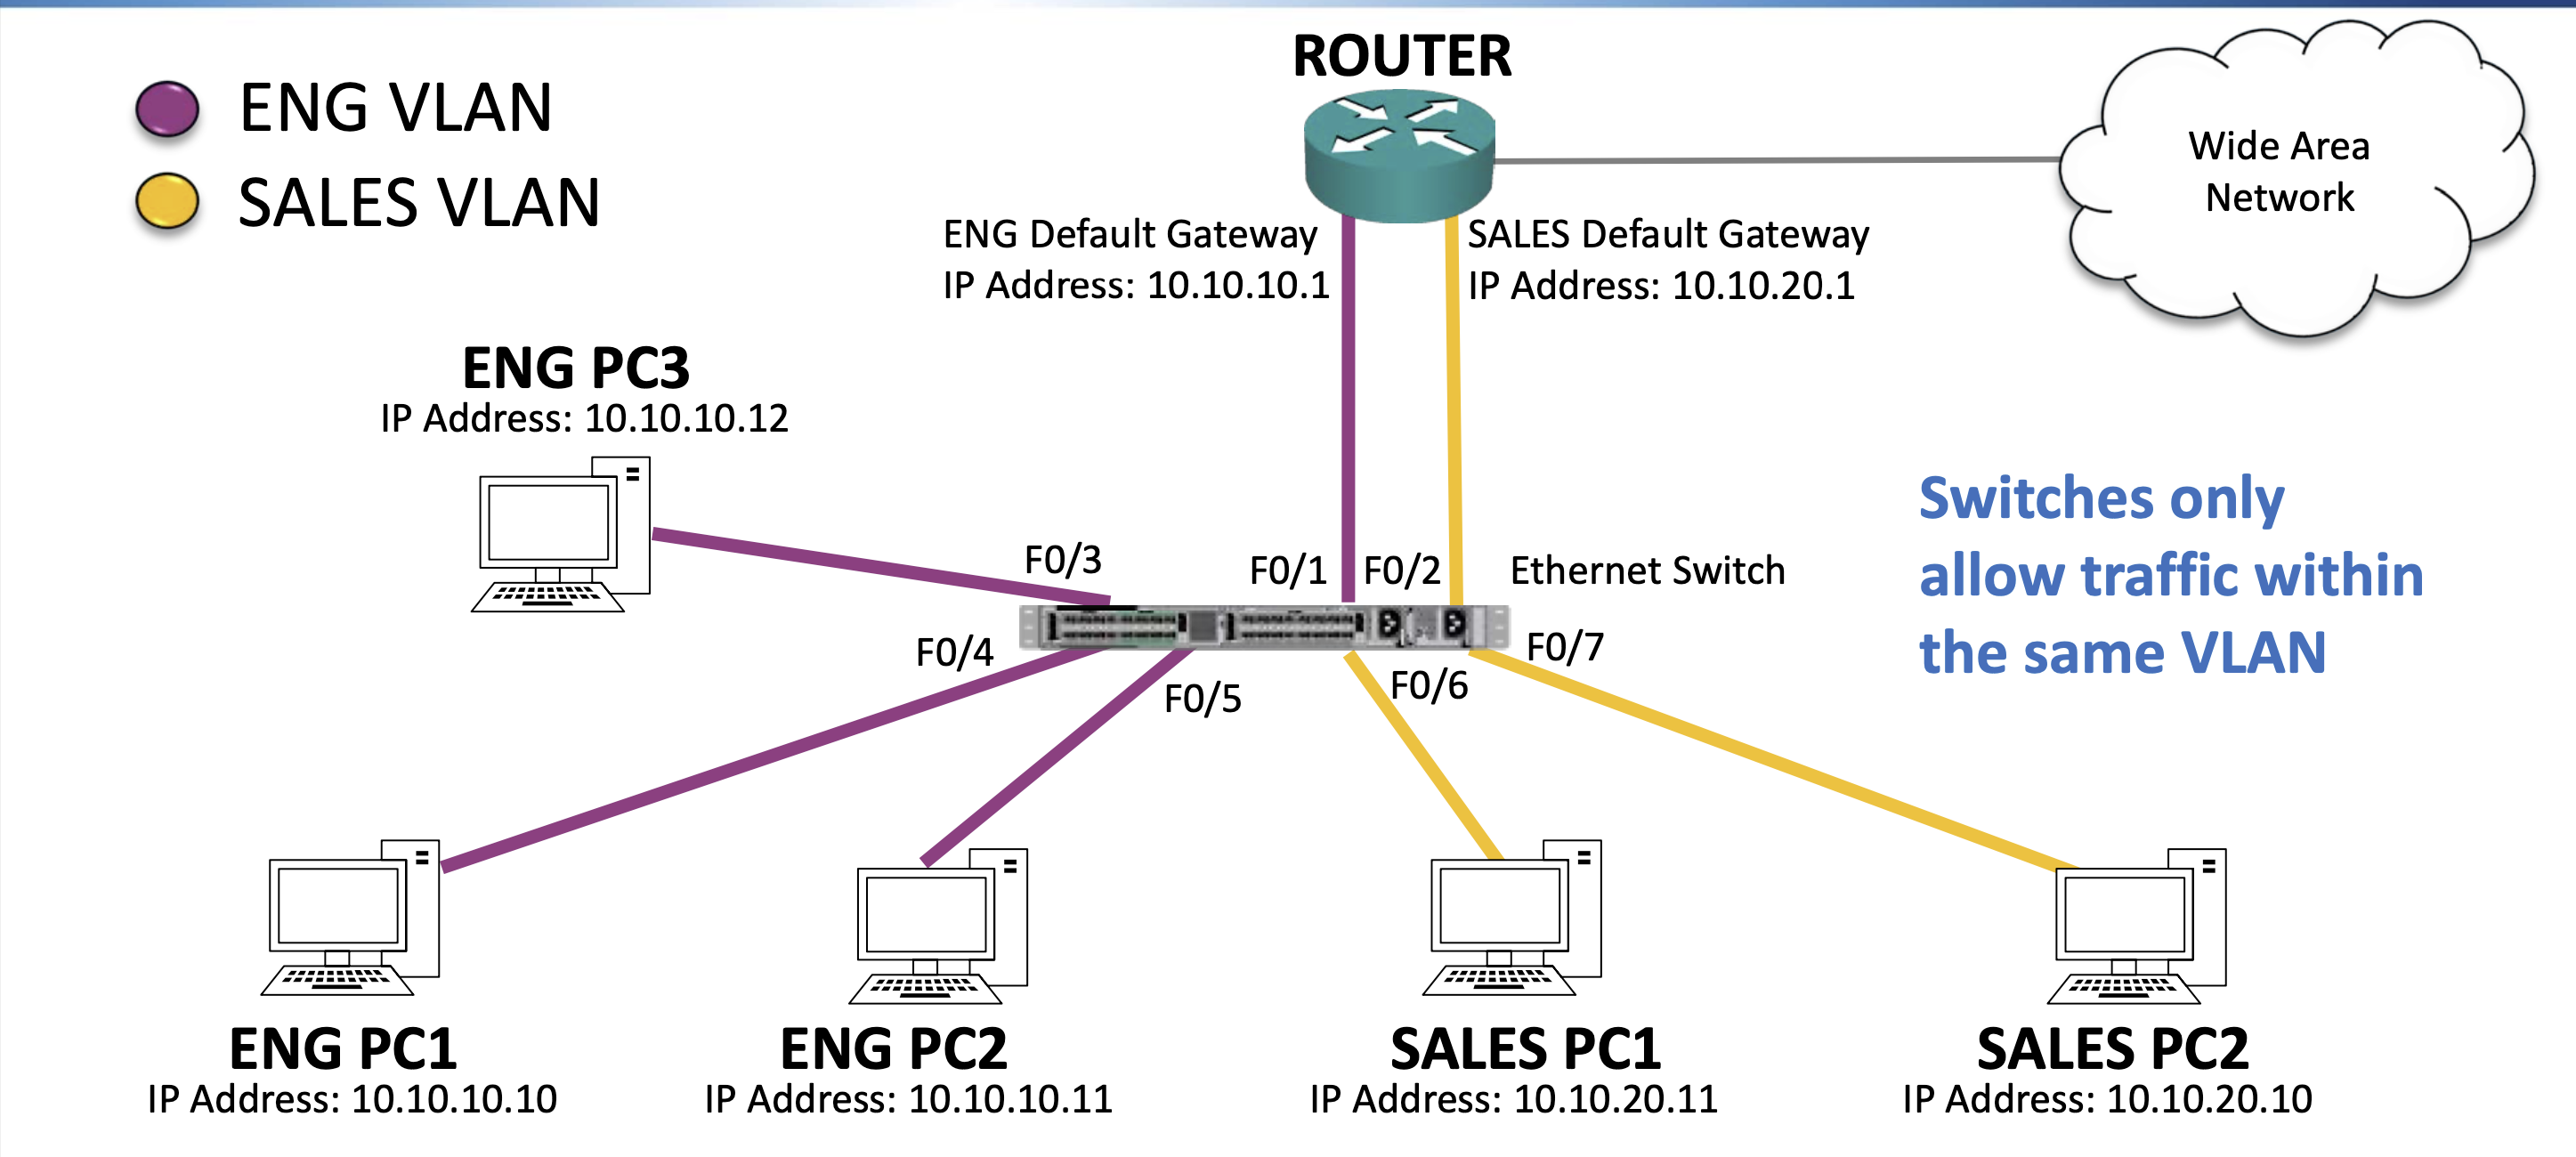 ROUTER
ENG VLAN
SALES VLAN
Wide Area
Network
ENG Default Gateway
IP Address: 10.10.10.1
SALES Default Gateway
IP Address: 10.10.20.1
ENG PC3
IP Address: 10.10.10.12
Switches only
allow traffic within
the same VLAN
F0/3
F0/1
F0/2
Ethernet Switch
F0/4
F0/5
F0/6
F0/7
ENG PC1
IP Address: 10.10.10.10
ENG PC2
IP Address: 10.10.10.11
SALES PC1
IP Address: 10.10.20.11
SALES PC2
IP Address: 10.10.20.10